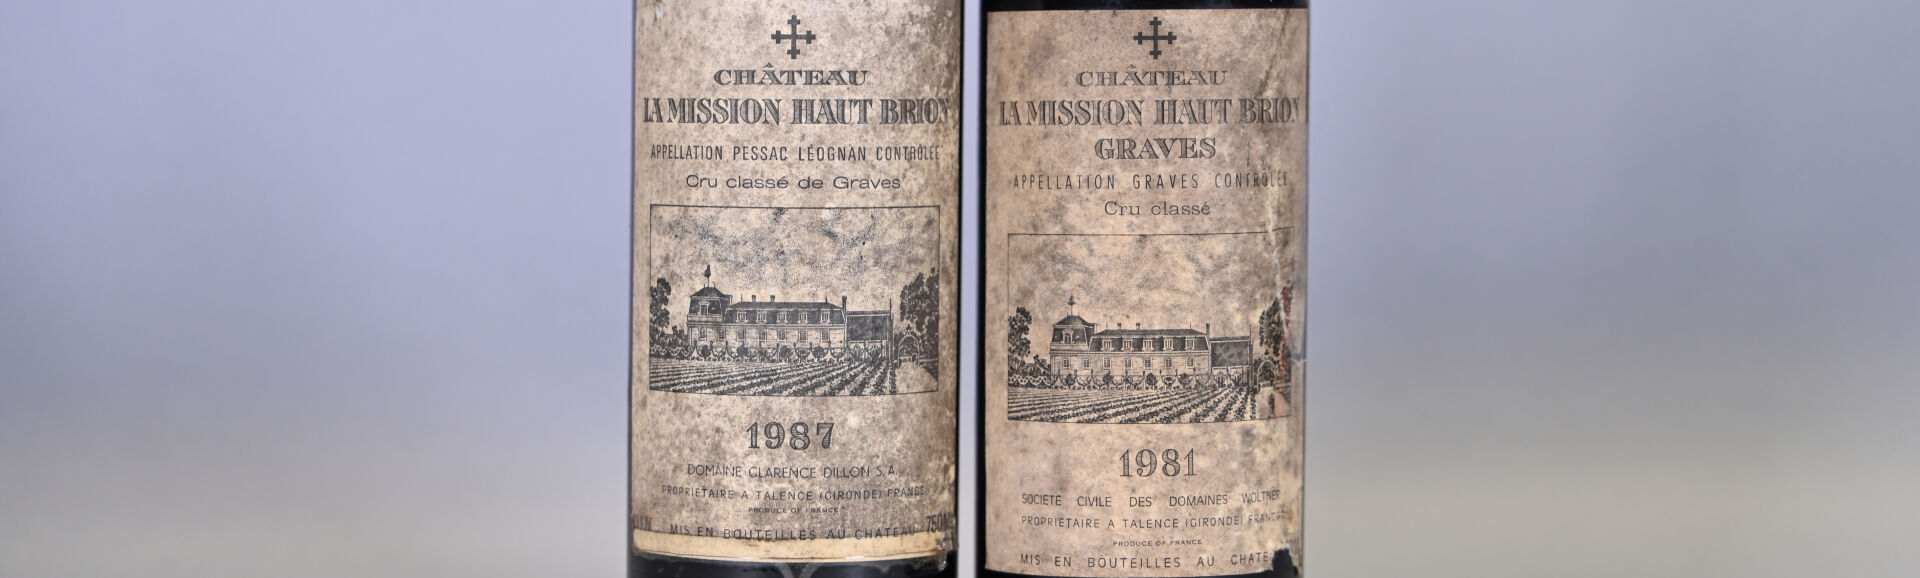 CHÂTEAU
LA MISSION HAUT BRION
APPELLATION PESSAC LÉOGNAN CONTRÔLÉE
Cru classé de Graves
1987
DOMAINE CLARENCE DILLON S.A.
PROPRIÉTAIRE A TALENCE (GIRONDE) FRANCE
PRODUCE OF FRANCE
MIS EN BOUTEILLES AU CHATEAU
CHÂTEAU
LA MISSION HAUT BRION
GRAVES
APPELLATION GRAVES CONTRÔLÉE
Cru classé
1981
SOCIÉTÉ CIVILE DES DOMAINES WOLTNER
PROPRIÉTAIRE A TALENCE (GIRONDE) FRANCE
PRODUCE OF FRANCE
MIS EN BOUTEILLES AU CHATE